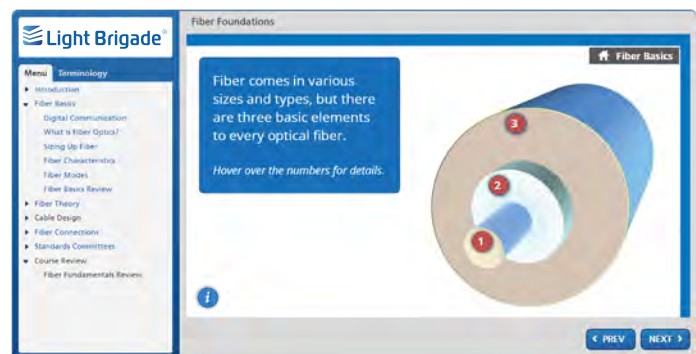 Light Brigade®
Menu Terminology
Introduction
Fiber Basics
Digital Communication
What is Fiber Optics?
Sizing Up Fiber
Fiber Characteristics
Fiber Modes
Fiber Basics Review
Fiber Theory
Cable Design
Fiber Connections
Standards Committees
Course Review
Fiber Fundamentals Review
Fiber Foundations
Fiber Basics
Fiber comes in various
sizes and types, but there
are three basic elements
to every optical fiber.
Hover over the numbers for details.
3
2
1
i
PREV
NEXT